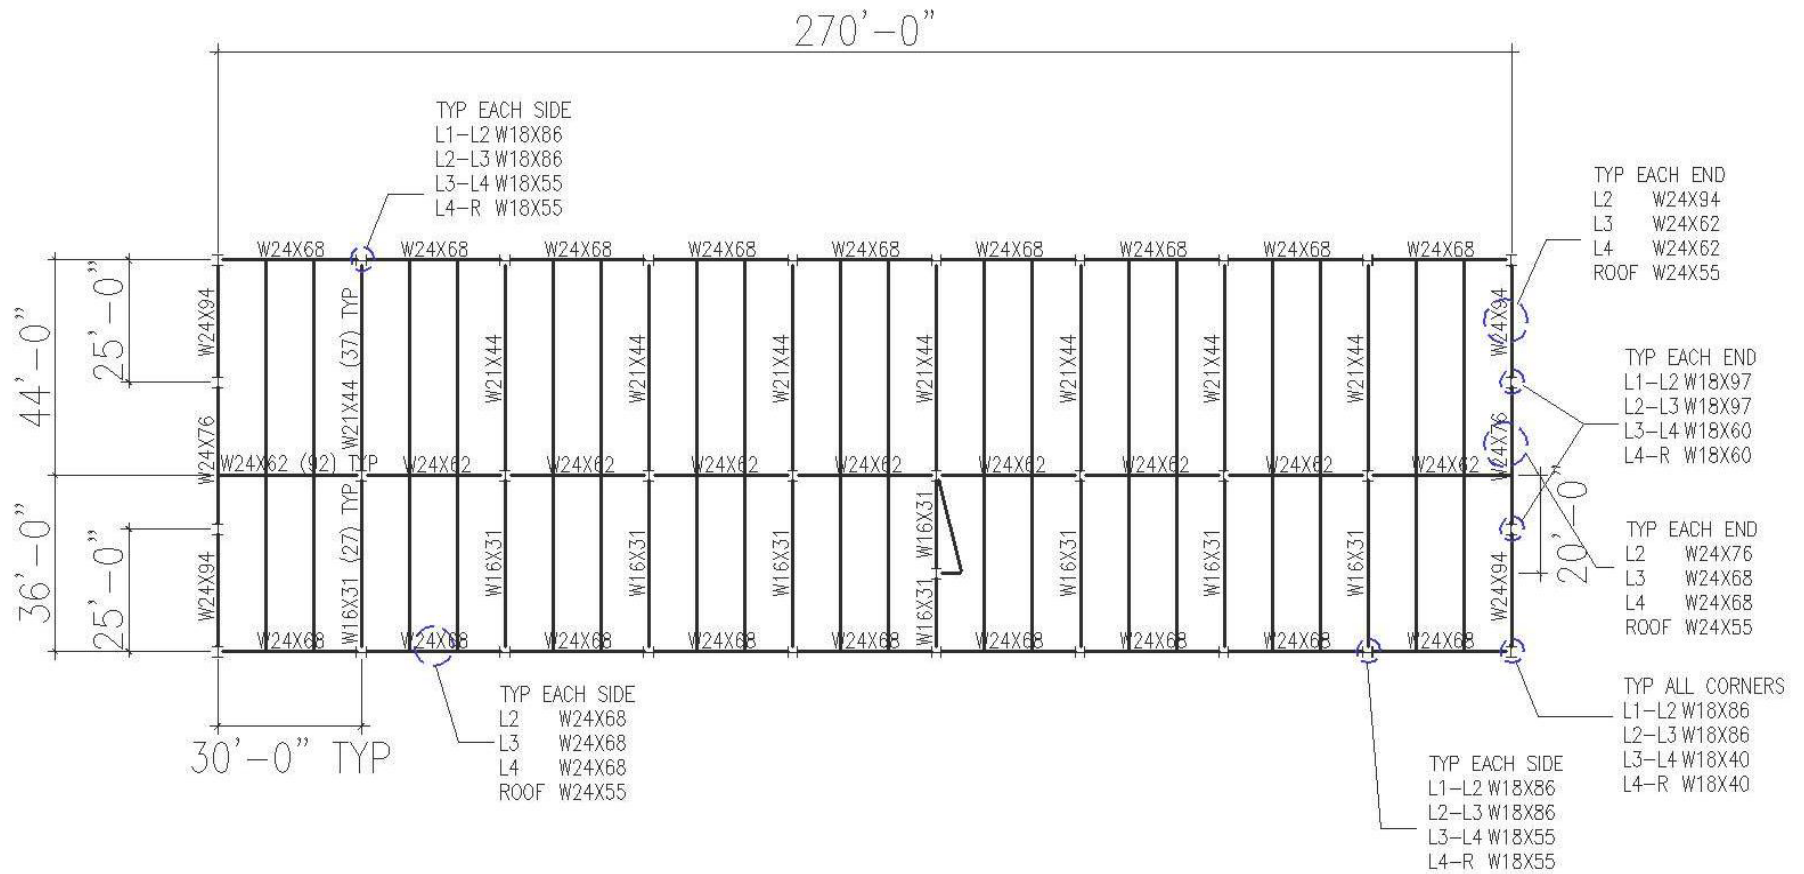 270'-0"
TYP EACH SIDE
L1-L2 W18X86
L2-L3 W18X86
L3-L4 W18X55
L4-R W18X55
TYP EACH END
L2 W24X94
L3 W24X62
L4 W24X62
ROOF W24X55
W24X68 W24X68 W24X68 W24X68 W24X68 W24X68 W24X68 W24X68 W24X68
44'-0"
25'-0"
W24X94
W21X44 (37) TYP
W21X44
W21X44
W21X44
W21X44
W21X44
W21X44
W21X44
W24X94
TYP EACH END
L1-L2 W18X97
L2-L3 W18X97
L3-L4 W18X60
L4-R W18X60
W24X76
W24X76
W24X62 (92) TYP W24X62 W24X62 W24X62 W24X62 W24X62 W24X62 W24X62 W24X62
36'-0"
25'-0"
W24X94
W16X31 (27) TYP
W16X31
W16X31
W16X31
W16X31
W16X31
W16X31
W16X31
W16X31
W24X94
20'-0"
TYP EACH END
L2 W24X76
L3 W24X68
L4 W24X68
ROOF W24X55
W24X68 W24X68 W24X68 W24X68 W24X68 W24X68 W24X68 W24X68 W24X68
30'-0" TYP
TYP EACH SIDE
L2 W24X68
L3 W24X68
L4 W24X68
ROOF W24X55
TYP ALL CORNERS
L1-L2 W18X86
L2-L3 W18X86
L3-L4 W18X40
L4-R W18X40
TYP EACH SIDE
L1-L2 W18X86
L2-L3 W18X86
L3-L4 W18X55
L4-R W18X55